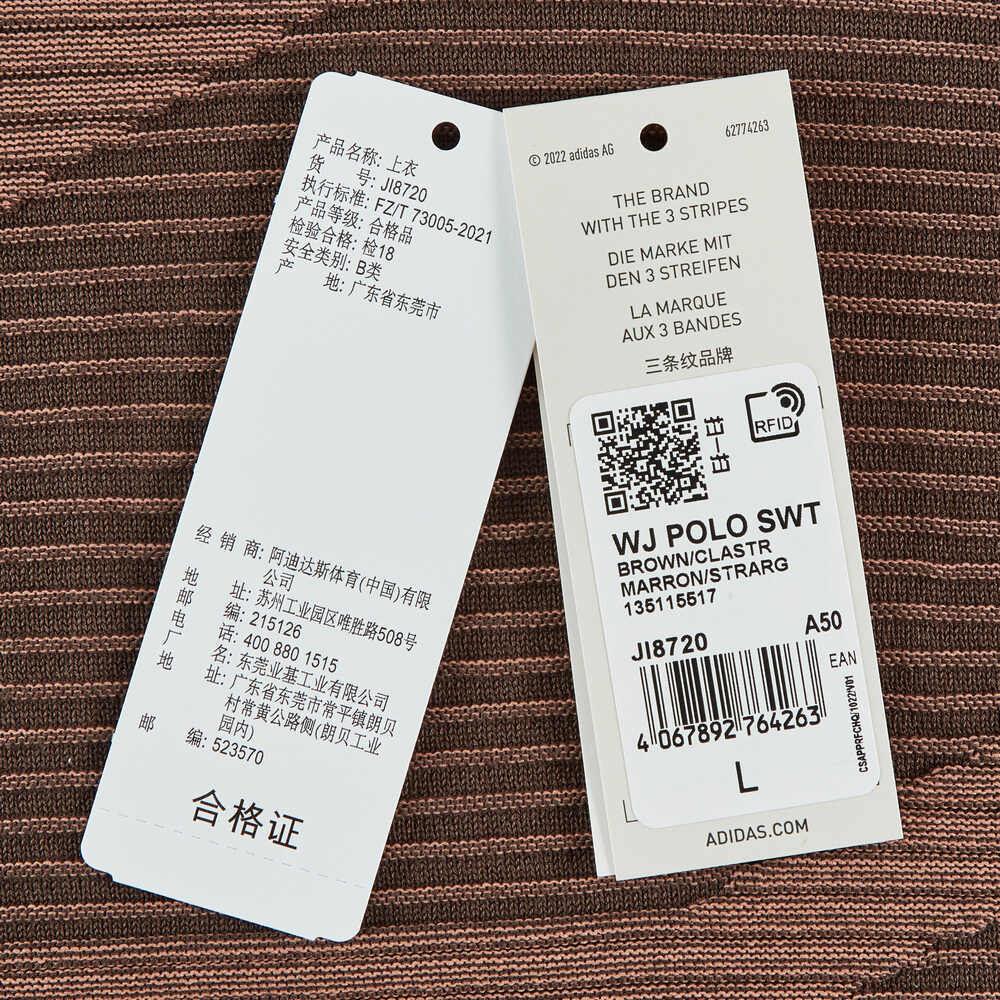 产品名称: 上衣
货 号: JI8720
执行标准: FZ/T 73005-2021
产品等级: 合格品
检验合格: 检18
安全类别: B类
产 地: 广东省东莞市
经 销 商: 阿迪达斯体育(中国)有限
公司
地 址: 苏州工业园区唯胜路508号
邮 编: 215126
电 话: 400 880 1515
厂 名: 东莞业基工业有限公司
地 址: 广东省东莞市常平镇朗贝
村常黄公路侧(朗贝工业
园内)
邮 编: 523570
合格证
© 2022 adidas AG
62774263
THE BRAND
WITH THE 3 STRIPES
DIE MARKE MIT
DEN 3 STREIFEN
LA MARQUE
AUX 3 BANDES
三条纹品牌
扫一扫
RFID
WJ POLO SWT
BROWN/CLASTR
MARRON/STRARG
135115517
JI8720
A50
EAN
4 067892 764263
CSAPPRFCHQ/1022/V01
L
ADIDAS.COM